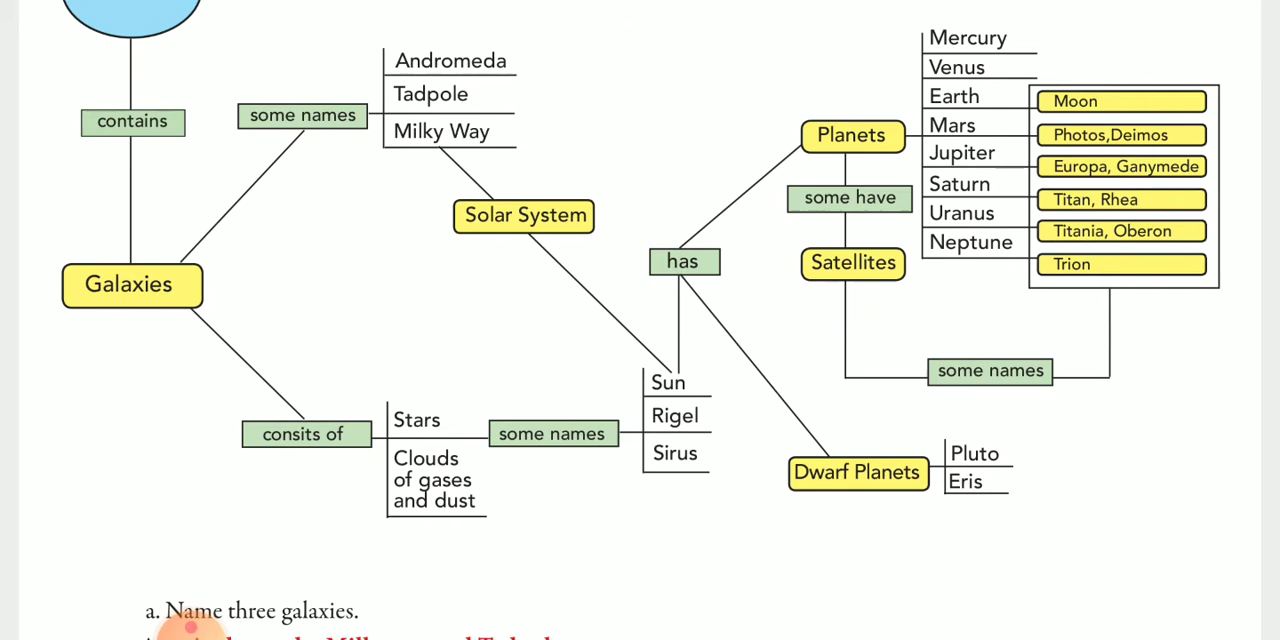 contains
some names
Andromeda
Tadpole
Milky Way
Solar System
Galaxies
consits of
Stars
Clouds
of gases
and dust
some names
Sun
Rigel
Sirus
has
Planets
some have
Satellites
Mercury
Venus
Earth
Mars
Jupiter
Saturn
Uranus
Neptune
Moon
Photos,Deimos
Europa, Ganymede
Titan, Rhea
Titania, Oberon
Trion
some names
Dwarf Planets
Pluto
Eris
a. Name three galaxies.